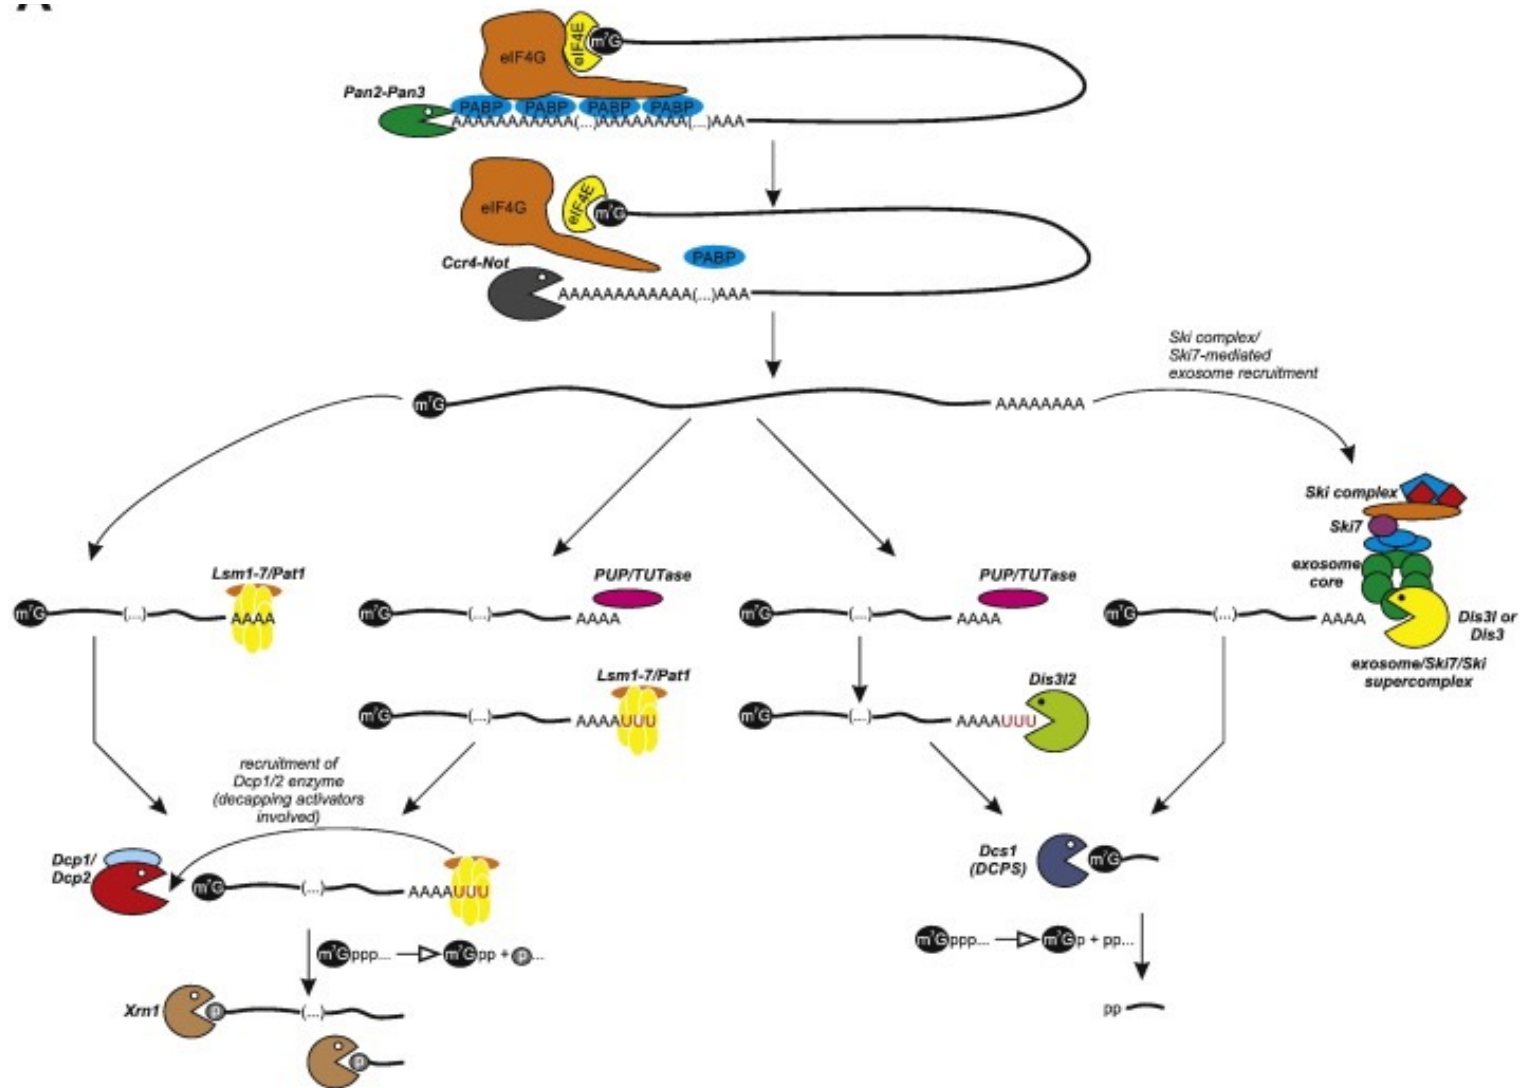 A
eIF4G
eIF4E
m7G
Pan2-Pan3
PABP PABP PABP PABP
AAAAAAAAAAA(...)AAAAAAAA(...)AAA
eIF4G
eIF4E
m7G
PABP
Ccr4-Not
AAAAAAAAAAAA(...)AAA
Ski complex/
Ski7-mediated
exosome recruitment
m7G
AAAAAAAA
Ski complex
Ski7
exosome
core
Dis3l or
Dis3
exosome/Ski7/Ski
supercomplex
Lsm1-7/Pat1
m7G (...) AAAA
PUP/TUTase
m7G (...) AAAA
PUP/TUTase
m7G (...) AAAA
m7G (...) AAAA
Lsm1-7/Pat1
m7G (...) AAAAUUU
Dis3l2
m7G (...) AAAAUUU
recruitment of
Dcp1/2 enzyme
(decapping activators
involved)
Dcp1/
Dcp2
m7G (...) AAAAUUU
Dcs1
(DCPS)
m7G
m7Gppp... m7Gpp + p...
m7Gppp... m7Gp + pp...
Xrn1
p (...)
pp
p